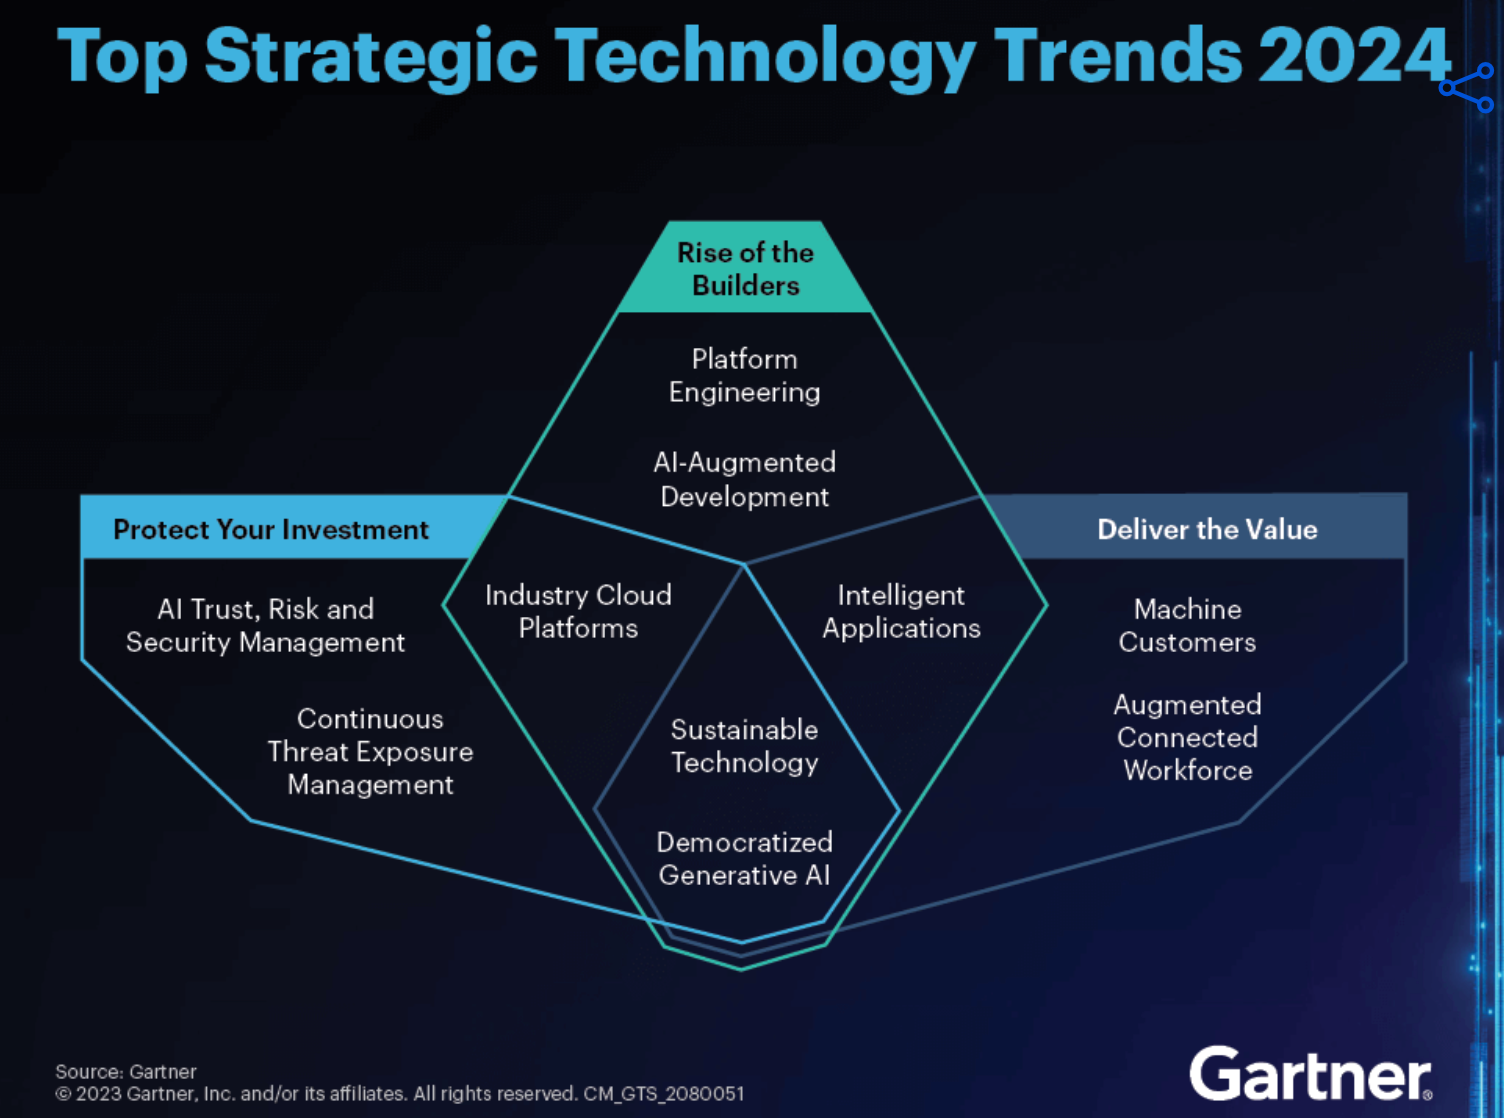 Top Strategic Technology Trends 2024
Rise of the
Builders
Platform
Engineering
AI-Augmented
Development
Protect Your Investment
AI Trust, Risk and
Security Management
Continuous
Threat Exposure
Management
Industry Cloud
Platforms
Intelligent
Applications
Sustainable
Technology
Democratized
Generative AI
Deliver the Value
Machine
Customers
Augmented
Connected
Workforce
Source: Gartner
© 2023 Gartner, Inc. and/or its affiliates. All rights reserved. CM_GTS_2080051
Gartner®